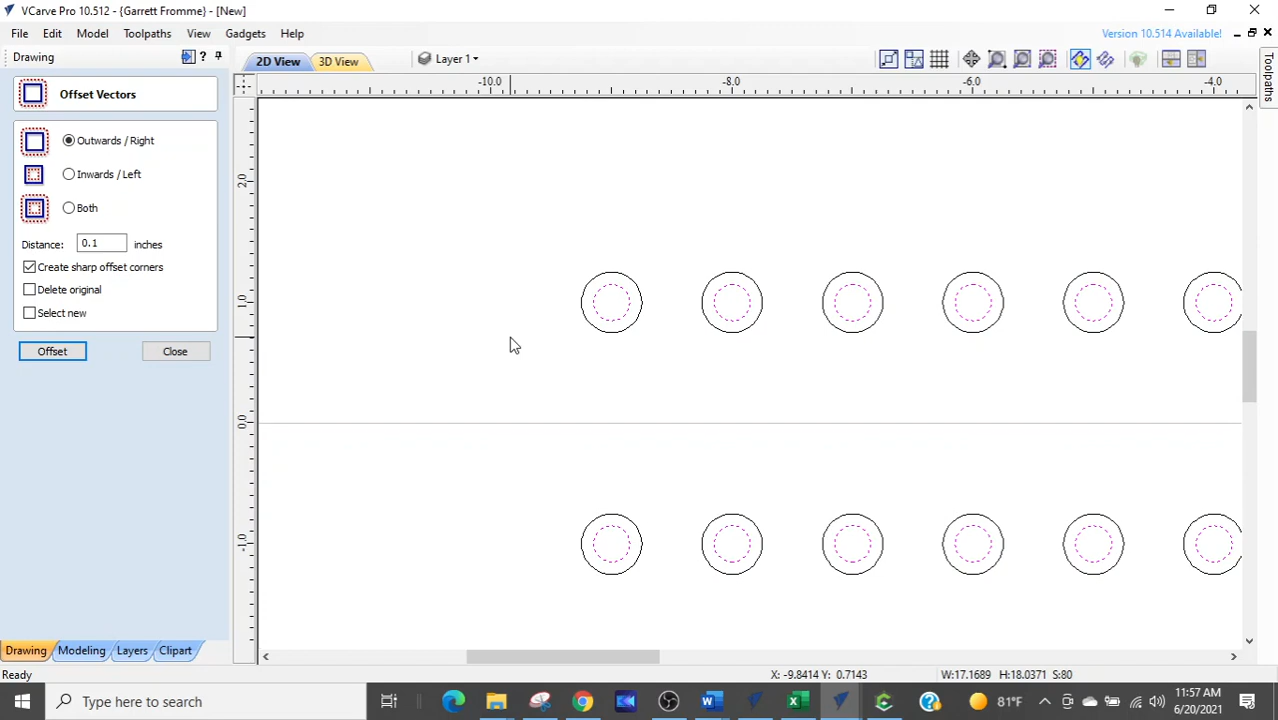 VCarve Pro 10.512 - {Garrett Fromme} - [New]
File Edit Model Toolpaths View Gadgets Help
Version 10.514 Available!
Drawing
?
2D View
3D View
Layer 1
Toolpaths
Offset Vectors
-10.0
-8.0
-6.0
-4.0
Outwards / Right
Inwards / Left
Both
Distance: 0.1 inches
Create sharp offset corners
Delete original
Select new
Offset
Close
2.0
1.0
0.0
-1.0
Drawing
Modeling
Layers
Clipart
Ready
X: -9.8414 Y: 0.7143
W:17.1689 H:18.0371 S:80
Type here to search
81°F
11:57 AM
6/20/2021